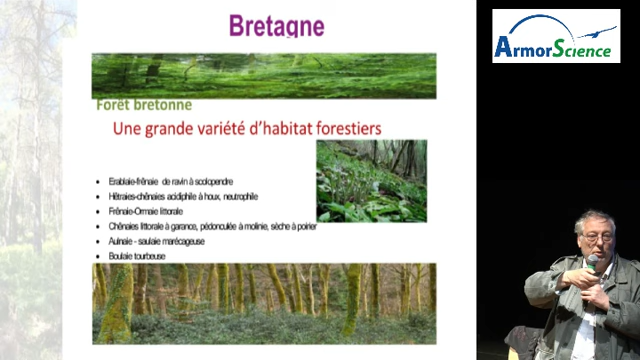 Bretagne
ArmorScience
Forêt bretonne
Une grande variété d'habitat forestiers
• Erablaie-frênaie de ravin à scolopendre
• Hêtraies-chênaies acidiphile à houx, neutrophile
• Frênaie-Ormaie littorale
• Chênaies littorale à garance, pédonculée à molinie, sèche à poirier
• Aulnaie - saulaie marécageuse
• Boulaie tourbeuse